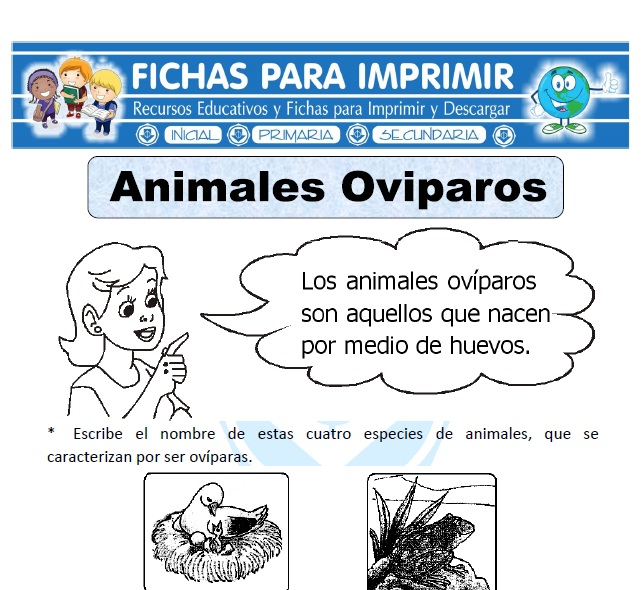 FICHAS PARA IMPRIMIR
Recursos Educativos y Fichas para Imprimir y Descargar
INICIAL PRIMARIA SECUNDARIA
Animales Oviparos
Los animales ovíparos
son aquellos que nacen
por medio de huevos.
* Escribe el nombre de estas cuatro especies de animales, que se
caracterizan por ser ovíparas.